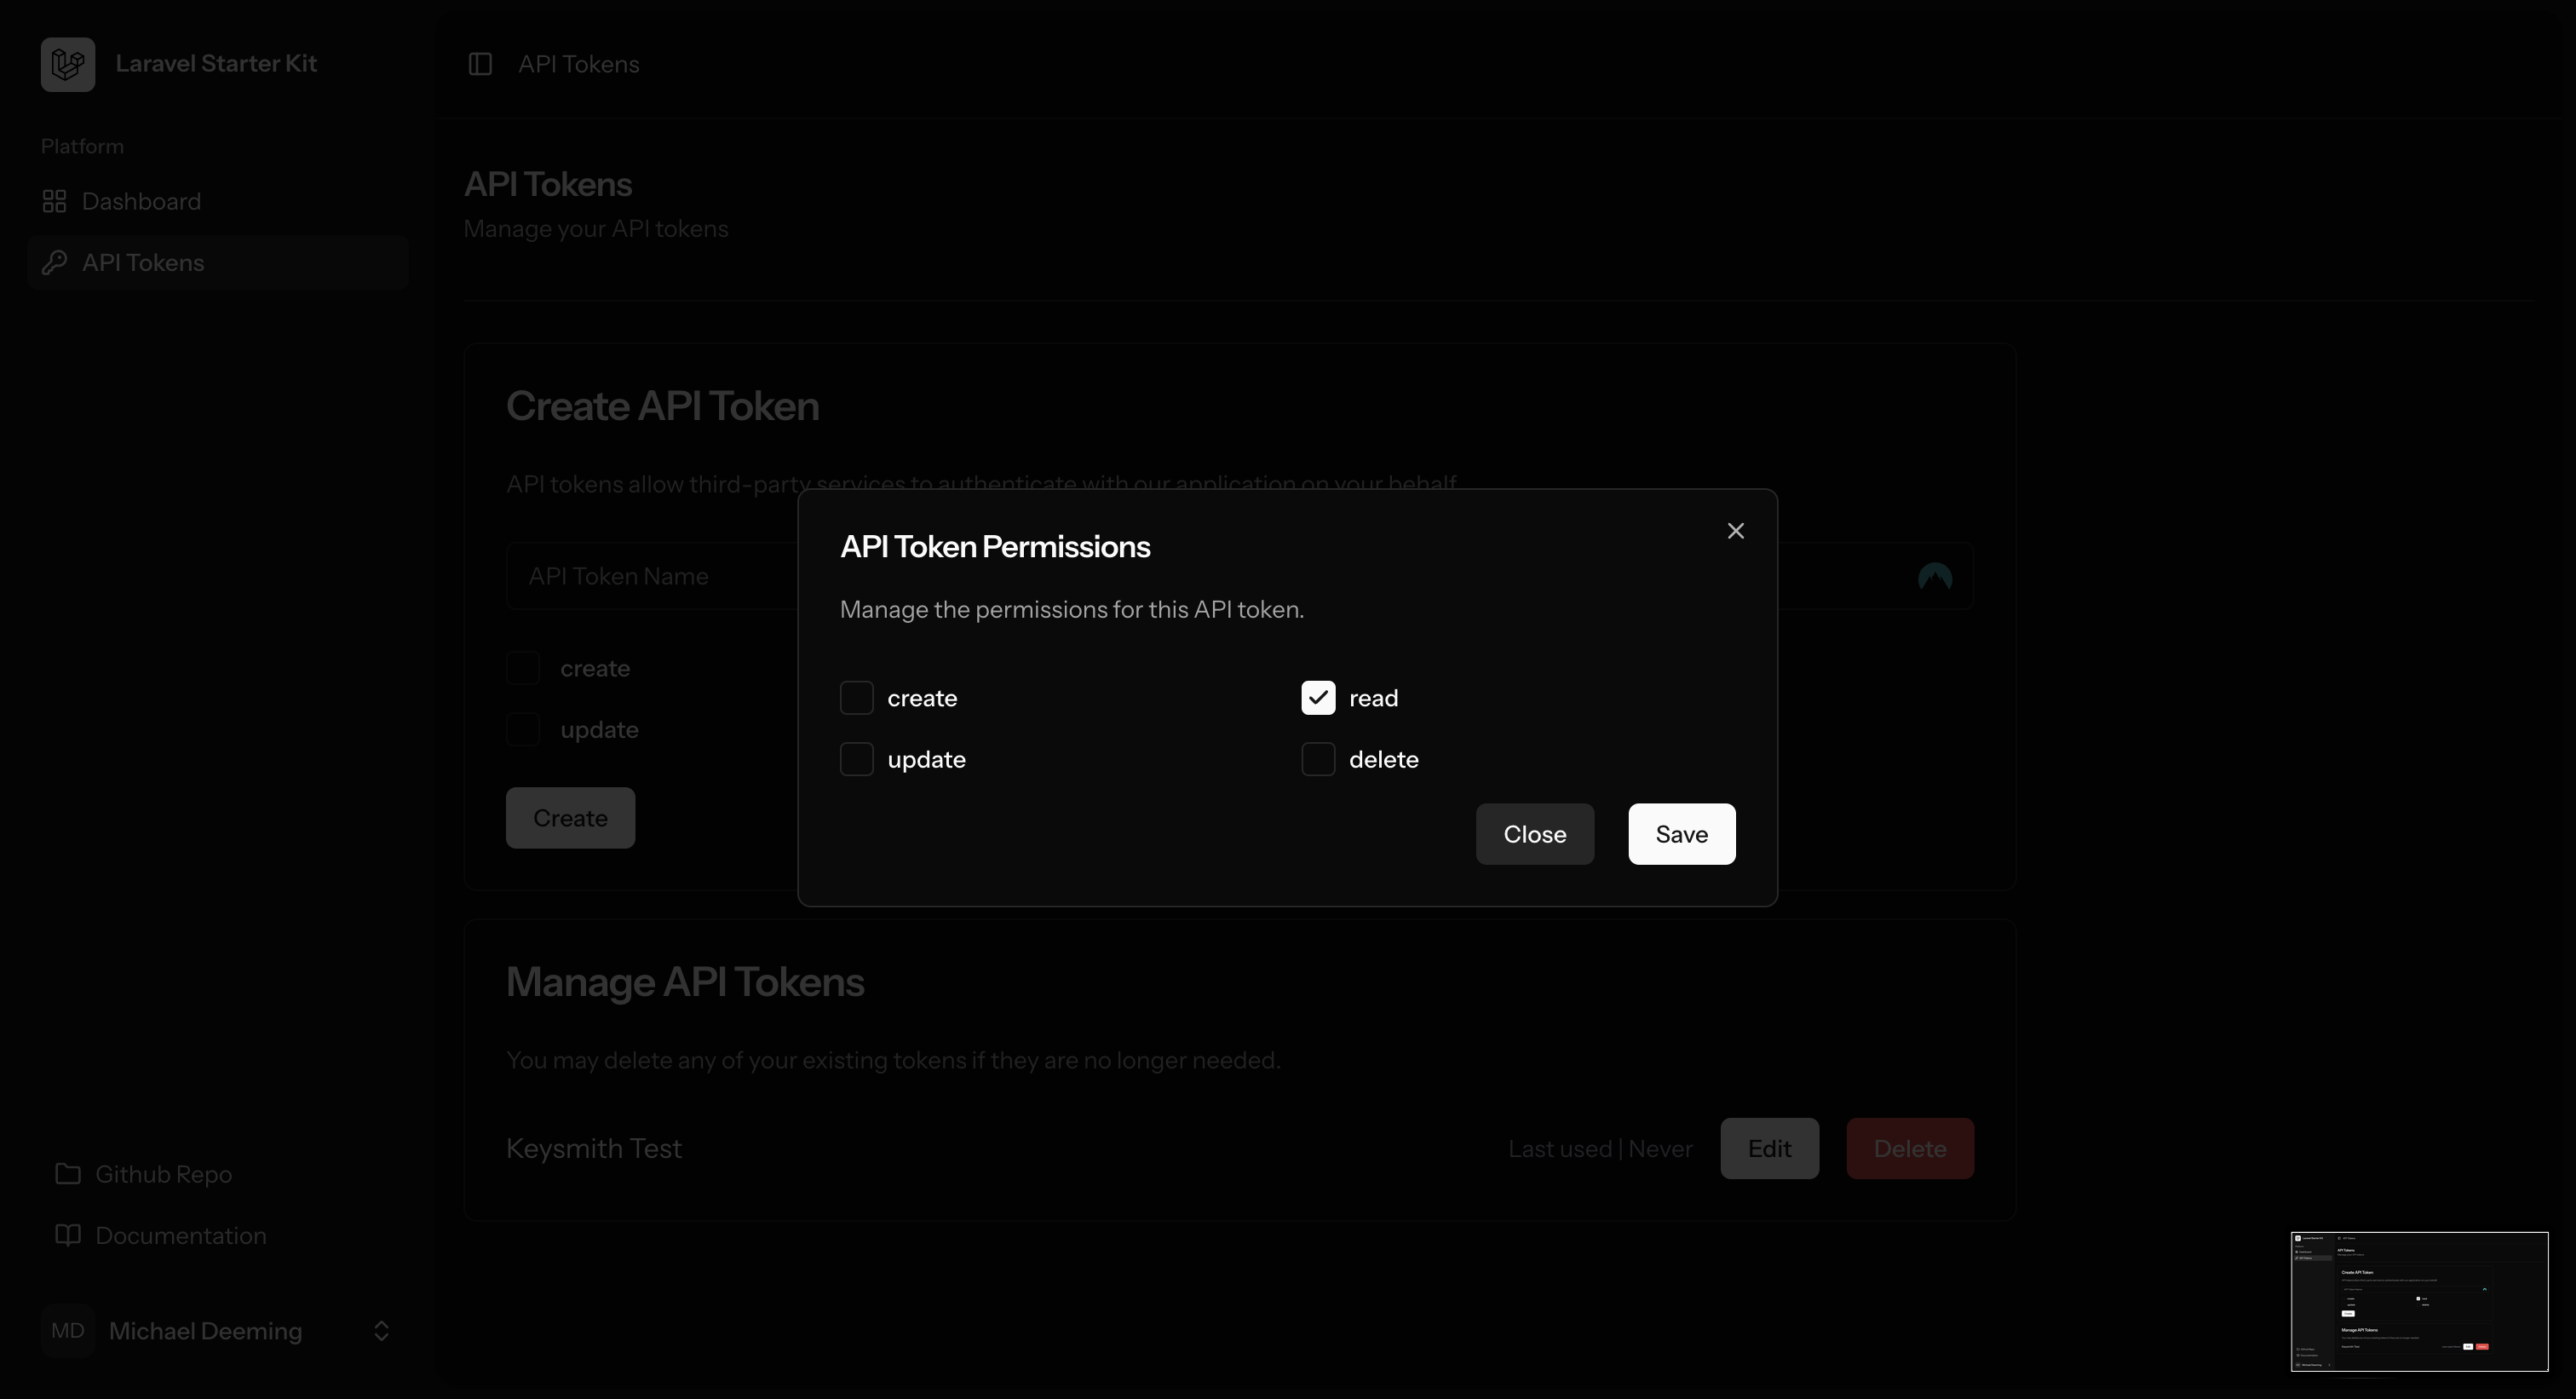 Laravel Starter Kit
API Tokens
Platform
Dashboard
API Tokens
API Tokens
Manage your API tokens
Create API Token
API tokens allow third-party services to authenticate with our application on your behalf
API Token Name
create
update
Create
API Token Permissions
Manage the permissions for this API token.
create
read
update
delete
Close
Save
Manage API Tokens
You may delete any of your existing tokens if they are no longer needed.
Keysmith Test
Last used | Never
Edit
Delete
Github Repo
Documentation
MD
Michael Deeming